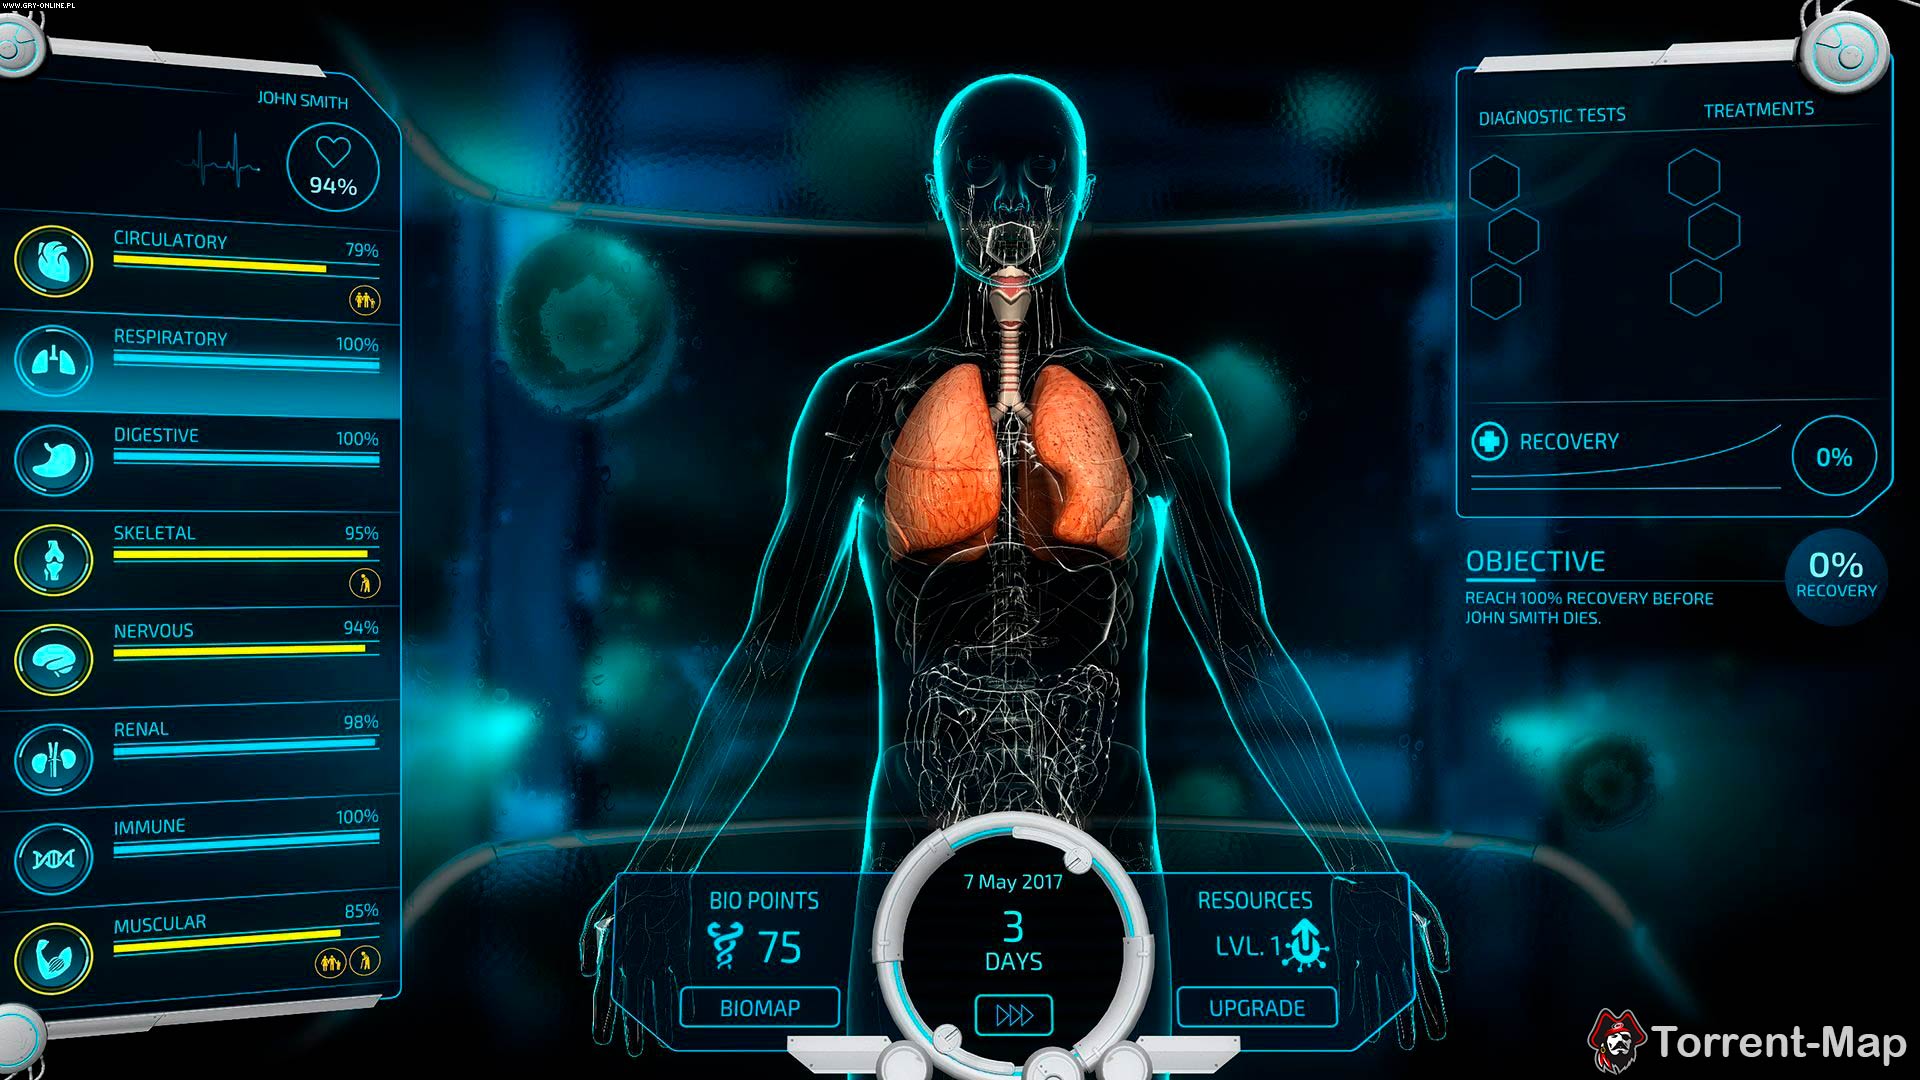 WWW.GRY-ONLINE.PL
JOHN SMITH
94%
CIRCULATORY 79%
RESPIRATORY 100%
DIGESTIVE 100%
SKELETAL 95%
NERVOUS 94%
RENAL 98%
IMMUNE 100%
MUSCULAR 85%
DIAGNOSTIC TESTS TREATMENTS
RECOVERY 0%
OBJECTIVE
REACH 100% RECOVERY BEFORE
JOHN SMITH DIES.
0%
RECOVERY
BIO POINTS
75
BIOMAP
7 May 2017
3
DAYS
RESOURCES
LVL. 1
UPGRADE
Torrent-Map